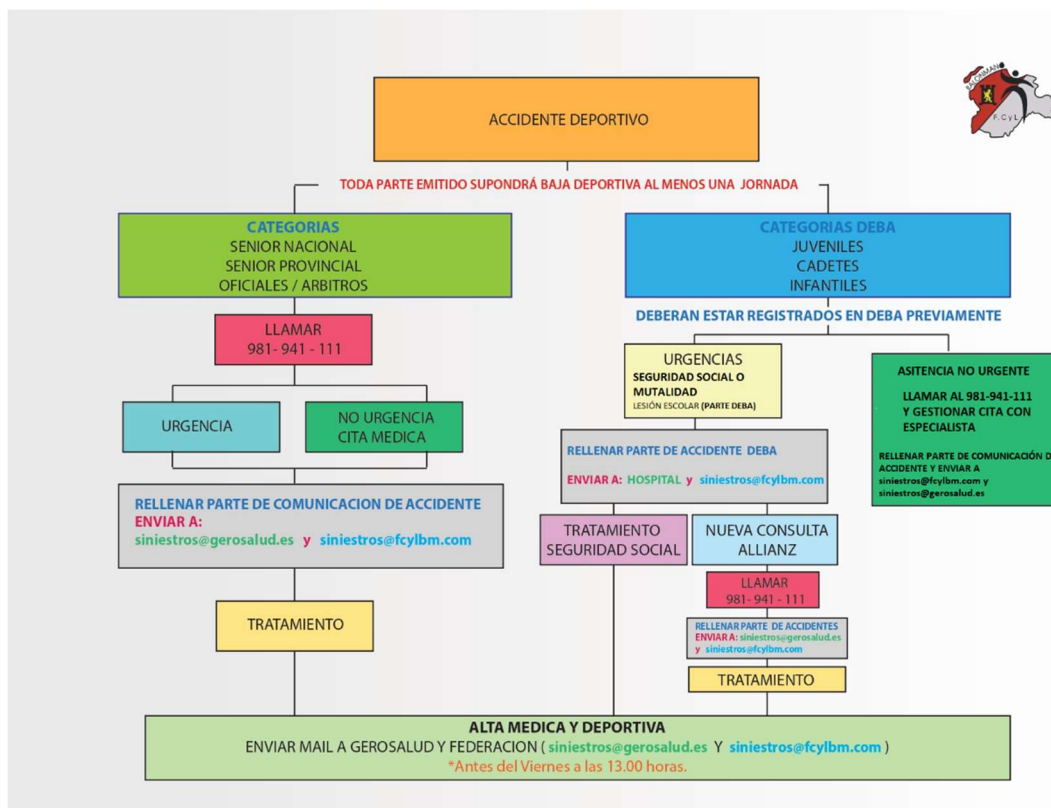 ACCIDENTE DEPORTIVO
BALONMANO
F.CyL
TODA PARTE EMITIDO SUPONDRÁ BAJA DEPORTIVA AL MENOS UNA JORNADA
CATEGORIAS
SENIOR NACIONAL
SENIOR PROVINCIAL
OFICIALES / ARBITROS
LLAMAR
981- 941 - 111
URGENCIA
NO URGENCIA
CITA MEDICA
RELLENAR PARTE DE COMUNICACION DE ACCIDENTE
ENVIAR A:
siniestros@gerosalud.es y siniestros@fcylbm.com
TRATAMIENTO
CATEGORIAS DEBA
JUVENILES
CADETES
INFANTILES
DEBERAN ESTAR REGISTRADOS EN DEBA PREVIAMENTE
URGENCIAS
SEGURIDAD SOCIAL O
MUTALIDAD
LESIÓN ESCOLAR (PARTE DEBA)
RELLENAR PARTE DE ACCIDENTE DEBA
ENVIAR A: HOSPITAL y siniestros@fcylbm.com
TRATAMIENTO
SEGURIDAD SOCIAL
NUEVA CONSULTA
ALLIANZ
LLAMAR
981- 941 - 111
RELLENAR PARTE DE ACCIDENTES
ENVIAR A: siniestros@gerosalud.es
y siniestros@fcylbm.com
TRATAMIENTO
ASITENCIA NO URGENTE
LLAMAR AL 981-941-111
Y GESTIONAR CITA CON
ESPECIALISTA
RELLENAR PARTE DE COMUNICACIÓN D
ACCIDENTE Y ENVIAR A
siniestros@fcylbm.com y
siniestros@gerosalud.es
ALTA MEDICA Y DEPORTIVA
ENVIAR MAIL A GEROSALUD Y FEDERACION ( siniestros@gerosalud.es Y siniestros@fcylbm.com )
*Antes del Viernes a las 13.00 horas.